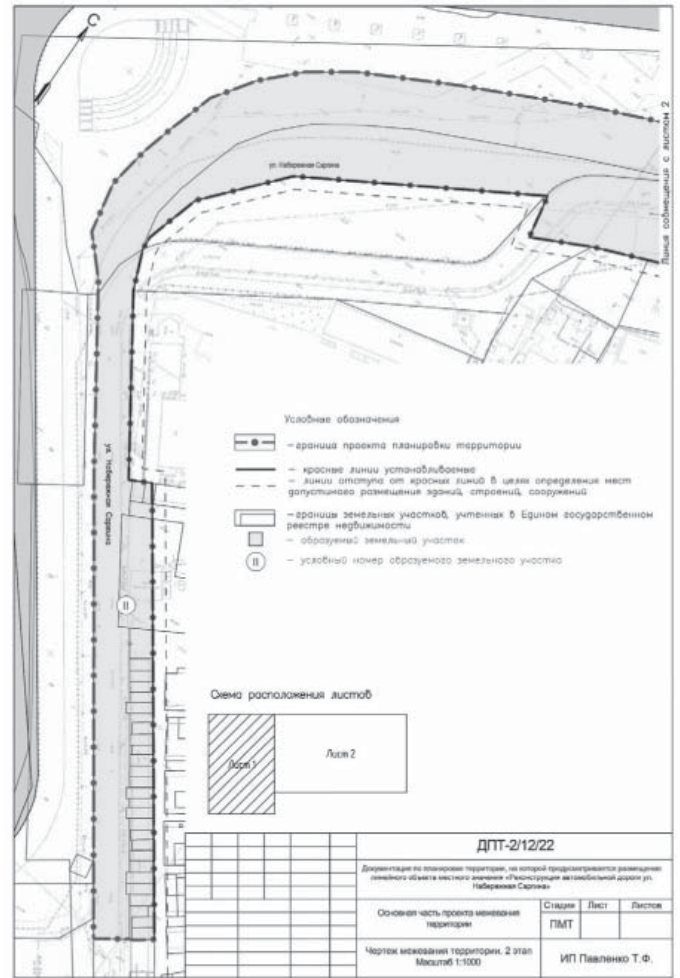 С
Линия совмещения с листом 2
ул. Набережная Сарпина
ул. Набережная Сарпина
Условные обозначения
– граница проекта планировки территории
– красные линии устанавливаемые
– линии отступа от красных линий в целях определения мест
допустимого размещения зданий, строений, сооружений
– границы земельных участков, учтенных в Едином государственном
реестре недвижимости
– образуемый земельный участок
II
– условный номер образуемого земельного участка
II
Схема расположения листов
Лист 1
Лист 2
ДПТ-2/12/22
Документация по планировке территории, на которой предусматривается размещение
линейного объекта местного значения «Реконструкция автомобильной дороги ул.
Набережная Сарпина»
Основная часть проекта межевания
территории
Стадия
Лист
Листов
ПМТ
Чертеж межевания территории. 2 этап
Масштаб 1:1000
ИП Павленко Т.Ф.